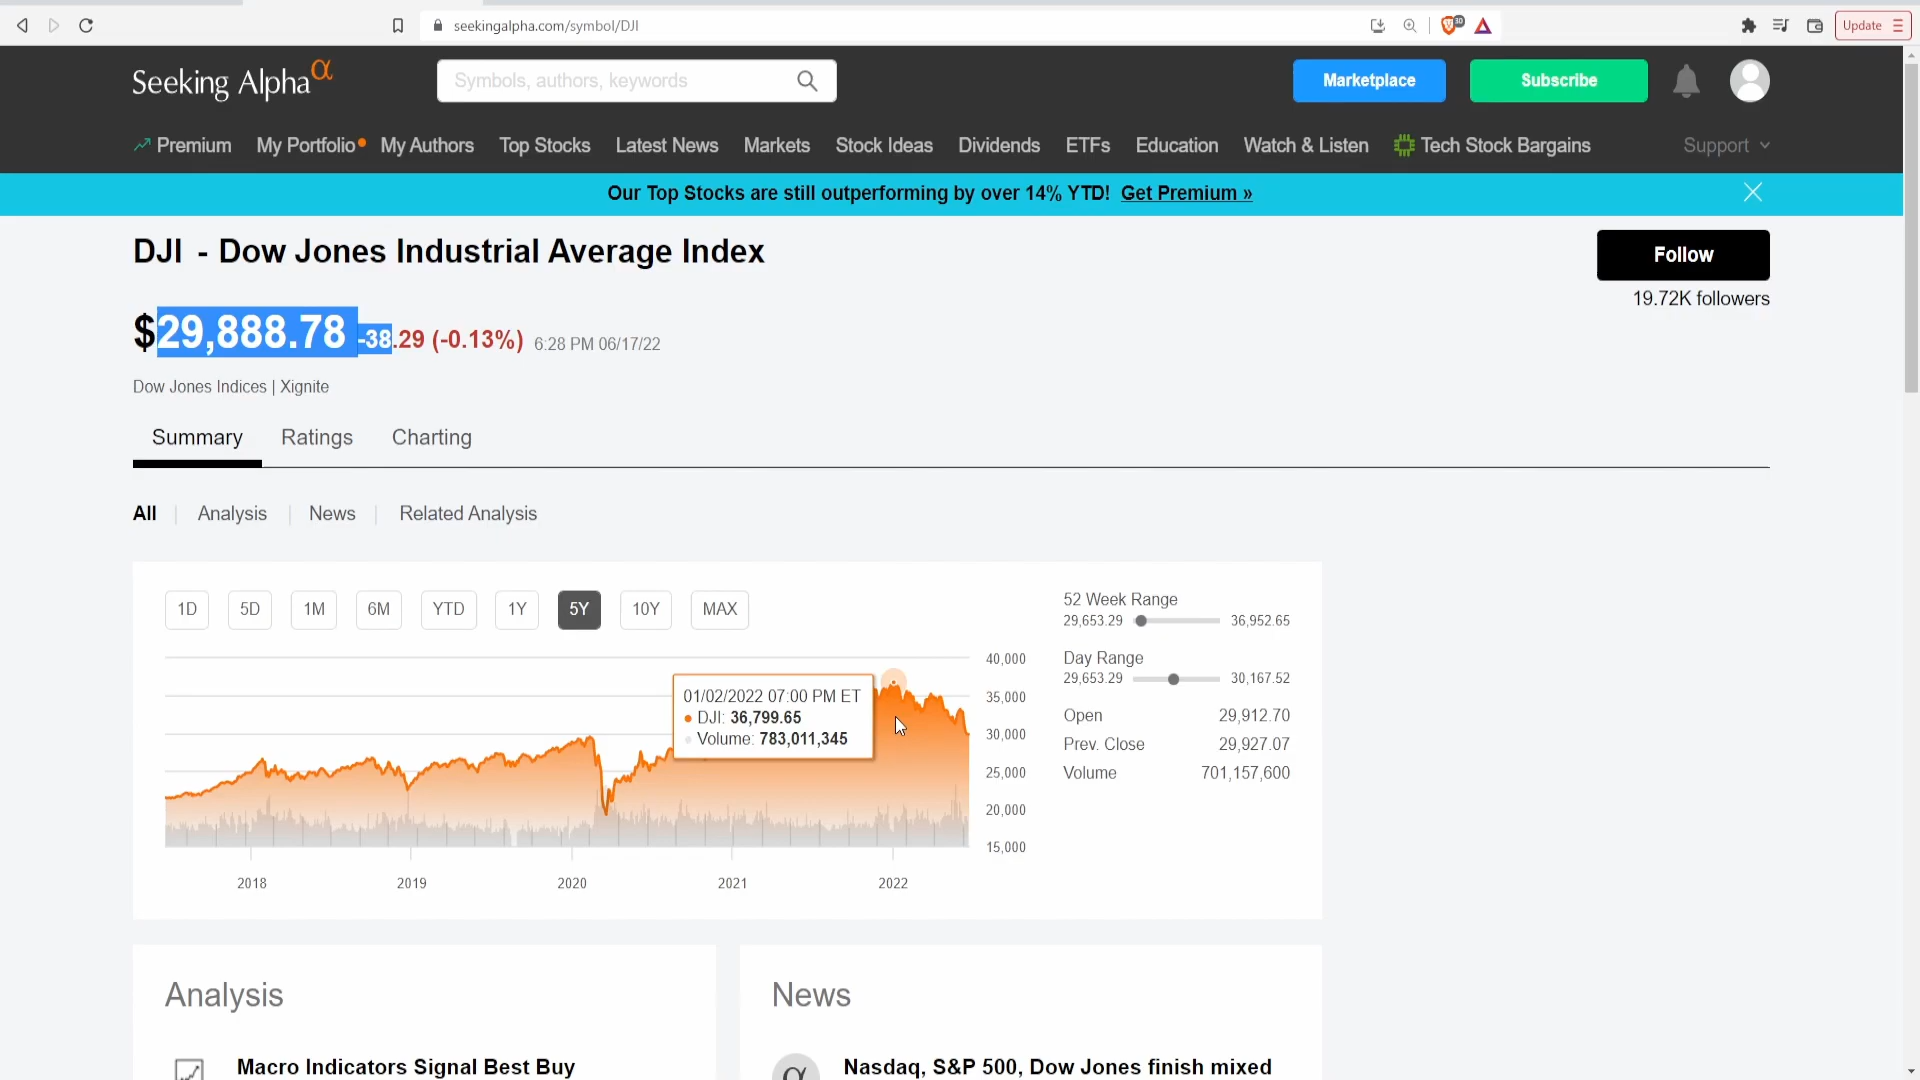 seekingalpha.com/symbol/DJI
Update
Seeking Alpha α
Symbols, authors, keywords
Marketplace
Subscribe
Premium My Portfolio My Authors Top Stocks Latest News Markets Stock Ideas Dividends ETFs Education Watch & Listen Tech Stock Bargains Support
Our Top Stocks are still outperforming by over 14% YTD! Get Premium »
DJI - Dow Jones Industrial Average Index
Follow
19.72K followers
$29,888.78 -38.29 (-0.13%) 6:28 PM 06/17/22
Dow Jones Indices | Xignite
Summary Ratings Charting
All | Analysis | News | Related Analysis
1D 5D 1M 6M YTD 1Y 5Y 10Y MAX
40,000
35,000
30,000
25,000
20,000
15,000
01/02/2022 07:00 PM ET
DJI: 36,799.65
Volume: 783,011,345
2018 2019 2020 2021 2022
52 Week Range
29,653.29 36,952.65
Day Range
29,653.29 30,167.52
Open 29,912.70
Prev. Close 29,927.07
Volume 701,157,600
Analysis
Macro Indicators Signal Best Buy
News
Nasdaq, S&P 500, Dow Jones finish mixed